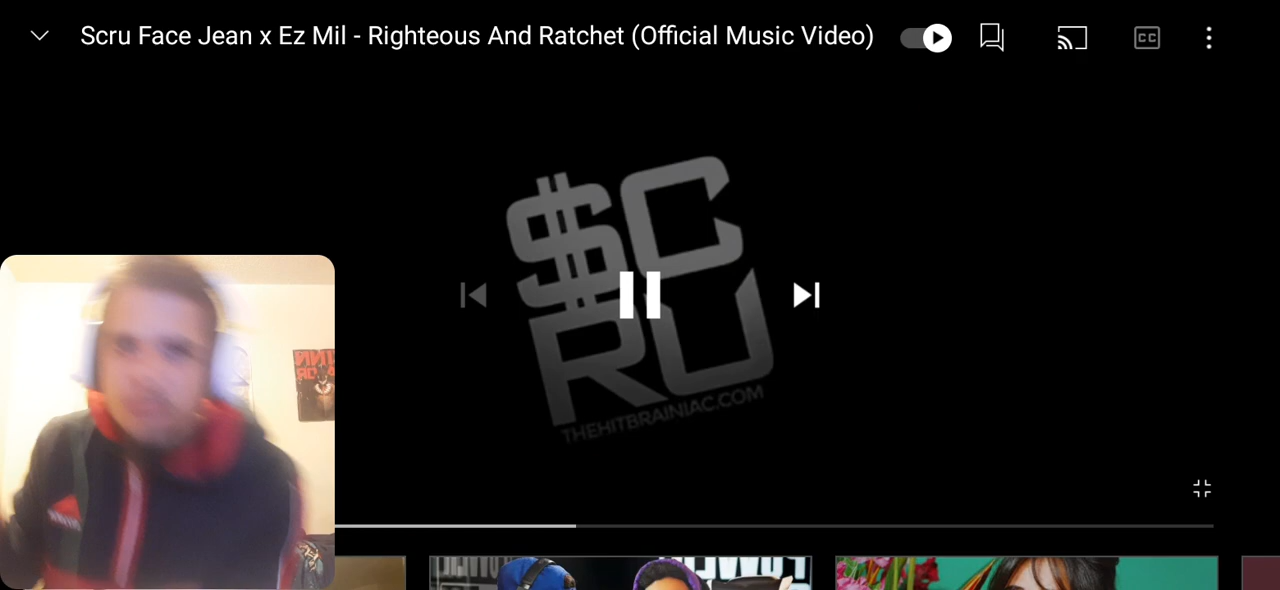 Scru Face Jean x Ez Mil - Righteous And Ratchet (Official Music Video)
CC
$C
RU
THEHITBRAINIAC.COM